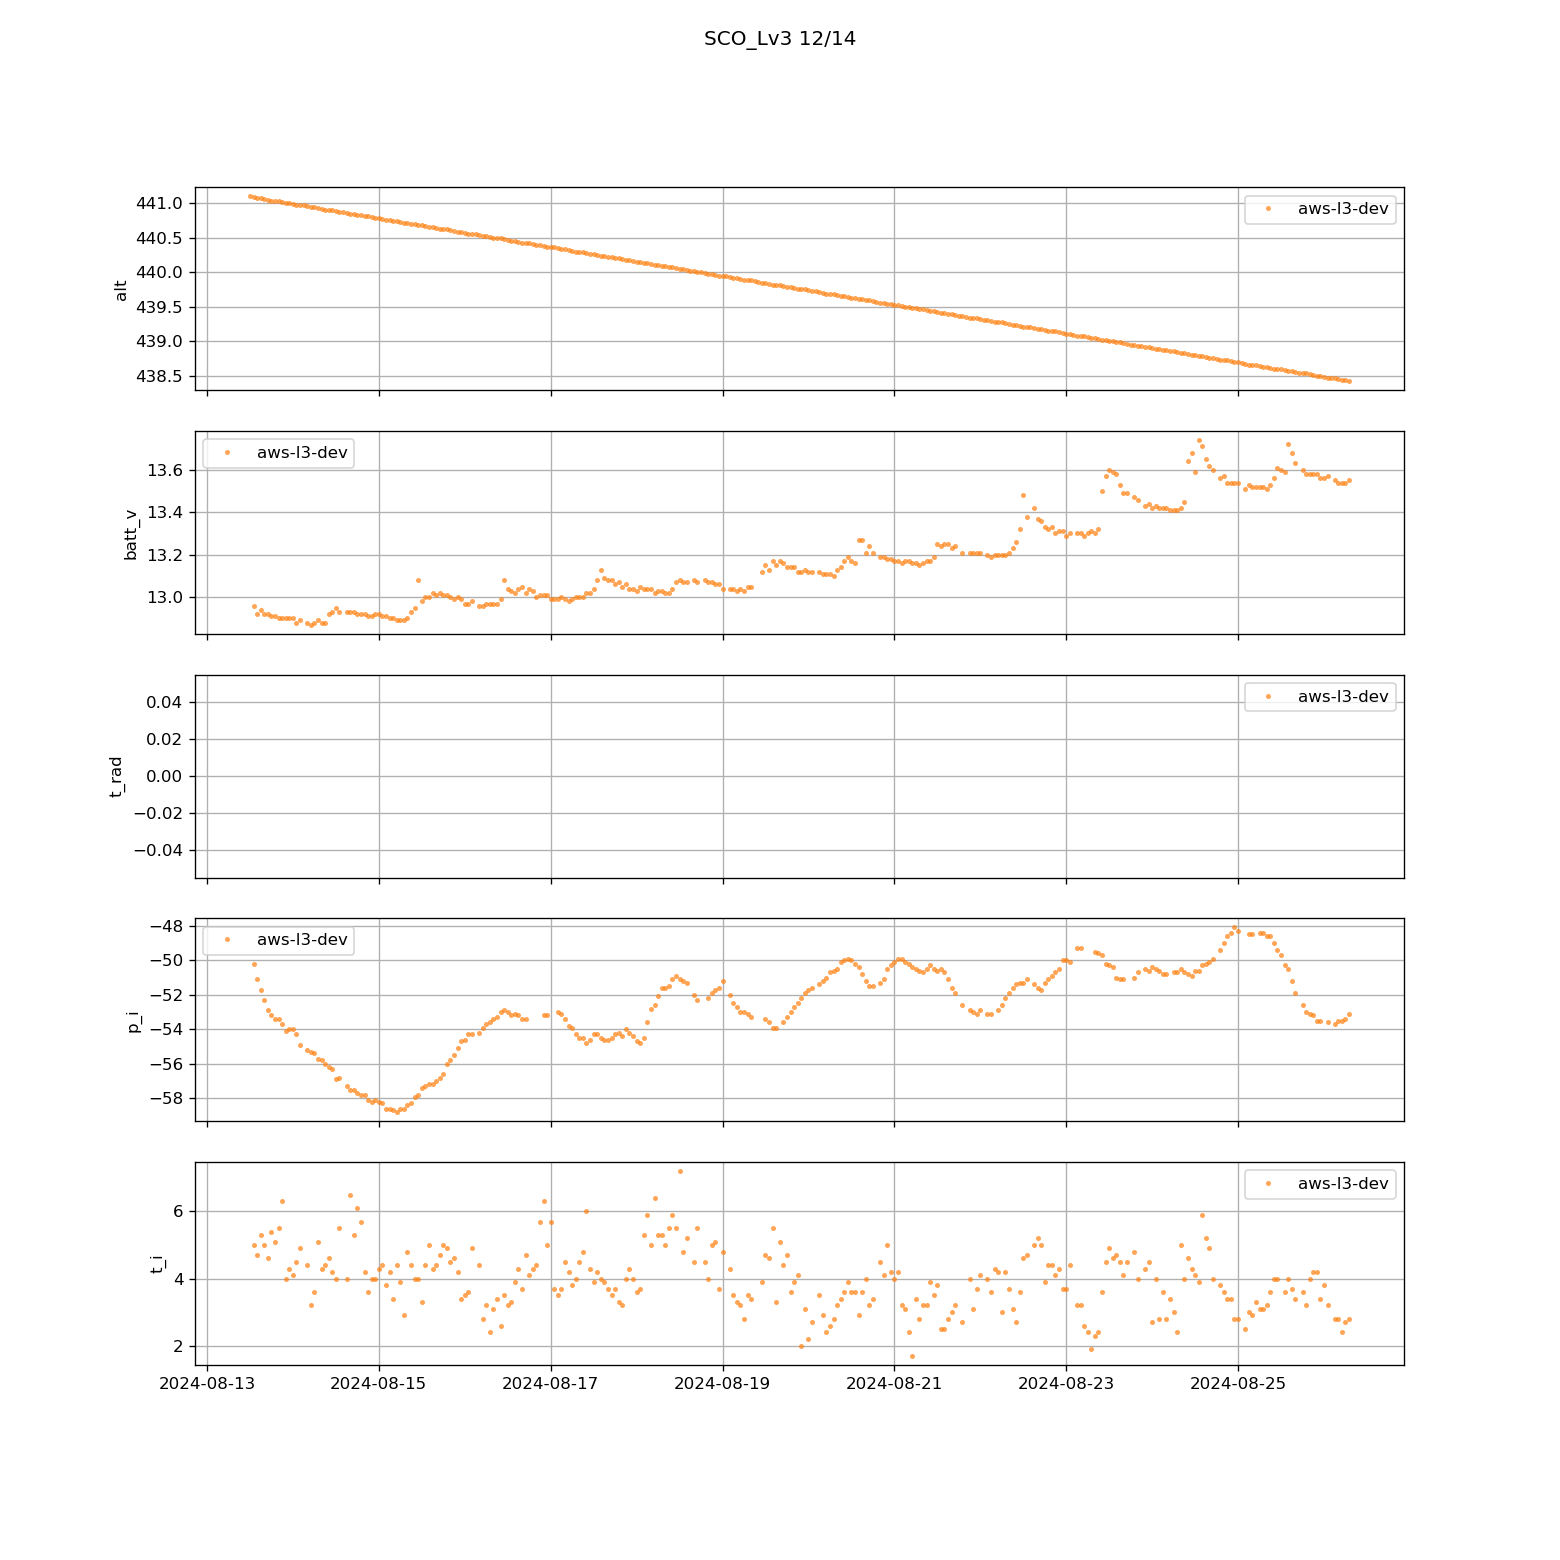 SCO_Lv3 12/14
441.0
440.5
440.0
439.5
439.0
438.5
alt
aws-l3-dev
13.6
13.4
13.2
13.0
batt_v
aws-l3-dev
0.04
0.02
0.00
−0.02
−0.04
t_rad
aws-l3-dev
−48
−50
−52
−54
−56
−58
p_i
aws-l3-dev
6
4
2
t_i
aws-l3-dev
2024-08-13
2024-08-15
2024-08-17
2024-08-19
2024-08-21
2024-08-23
2024-08-25